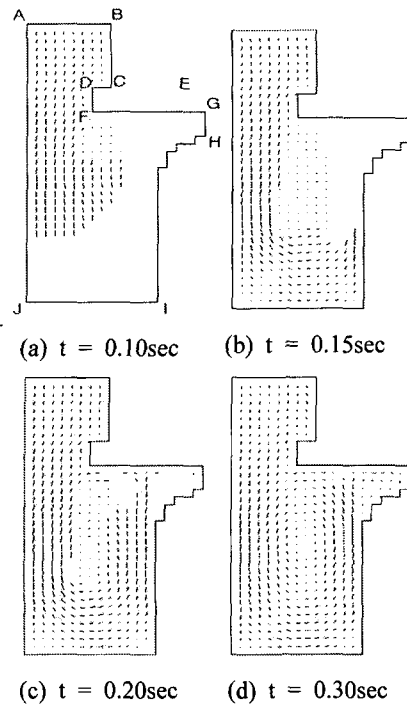 A B
D C E
F G
H
J I
(a) t = 0.10sec (b) t = 0.15sec
(c) t = 0.20sec (d) t = 0.30sec